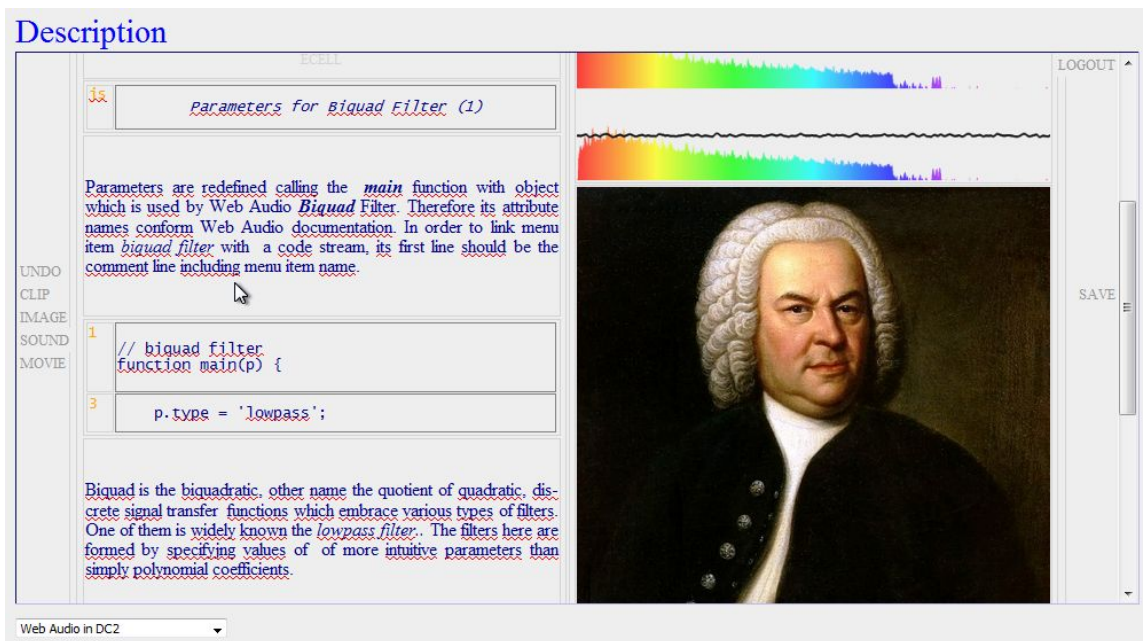 Description
ECELL
js
Parameters for Biquad Filter (1)
Parameters are redefined calling the main function with object
which is used by Web Audio Biquad Filter. Therefore its attribute
names conform Web Audio documentation. In order to link menu
item biquad filter with a code stream, its first line should be the
comment line including menu item name.
UNDO
CLIP
IMAGE
SOUND
MOVIE
1
// biquad filter
function main(p) {
3
p.type = 'lowpass';
Biquad is the biquadratic, other name the quotient of quadratic, dis-
crete signal transfer functions which embrace various types of filters.
One of them is widely known the lowpass filter.. The filters here are
formed by specifying values of of more intuitive parameters than
simply polynomial coefficients.
LOGOUT
SAVE
Web Audio in DC2